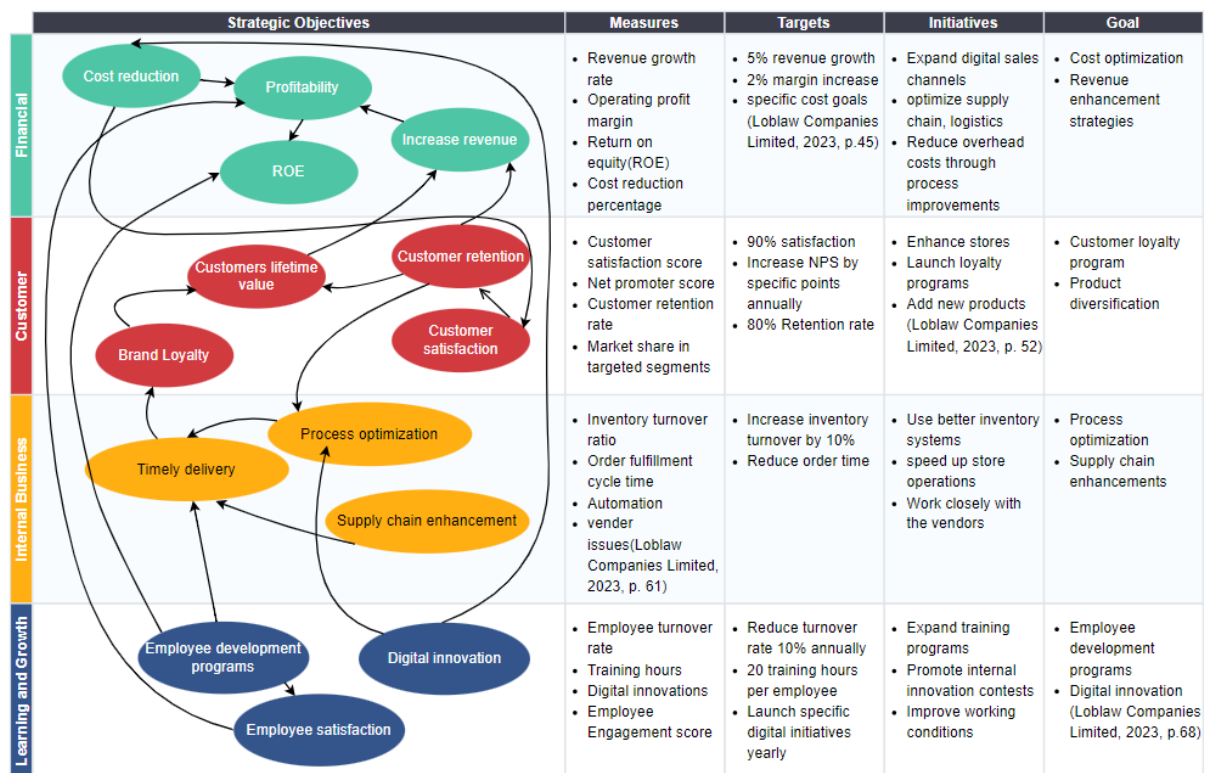 Strategic Objectives
Measures
Targets
Initiatives
Goal
Financial
Cost reduction
Profitability
Increase revenue
ROE
Revenue growth
rate
Operating profit
margin
Return on
equity(ROE)
Cost reduction
percentage
5% revenue growth
2% margin increase
specific cost goals
(Loblaw Companies
Limited, 2023, p.45)
Expand digital sales
channels
optimize supply
chain, logistics
Reduce overhead
costs through
process
improvements
Cost optimization
Revenue
enhancement
strategies
Customer
Customers lifetime
value
Customer retention
Customer
satisfaction
Brand Loyalty
Customer
satisfaction score
Net promoter score
Customer retention
rate
Market share in
targeted segments
90% satisfaction
Increase NPS by
specific points
annually
80% Retention rate
Enhance stores
Launch loyalty
programs
Add new products
(Loblaw Companies
Limited, 2023, p. 52)
Customer loyalty
program
Product
diversification
Internal Business
Process optimization
Timely delivery
Supply chain enhancement
Inventory turnover
ratio
Order fulfillment
cycle time
Automation
vender
issues(Loblaw
Companies Limited,
2023, p. 61)
Increase inventory
turnover by 10%
Reduce order time
Use better inventory
systems
speed up store
operations
Work closely with
the vendors
Process
optimization
Supply chain
enhancements
Learning and Growth
Employee development
programs
Digital innovation
Employee satisfaction
Employee turnover
rate
Training hours
Digital innovations
Employee
Engagement score
Reduce turnover
rate 10% annually
20 training hours
per employee
Launch specific
digital initiatives
yearly
Expand training
programs
Promote internal
innovation contests
Improve working
conditions
Employee
development
programs
Digital innovation
(Loblaw Companies
Limited, 2023, p.68)